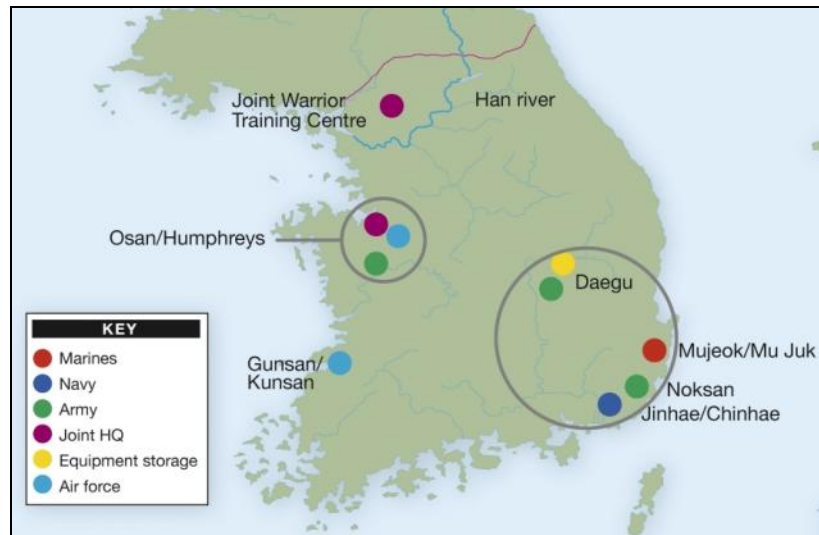 Joint Warrior
Training Centre
Han river
Osan/Humphreys
Daegu
Gunsan/
Kunsan
Mujeok/Mu Juk
Noksan
Jinhae/Chinhae
KEY
Marines
Navy
Army
Joint HQ
Equipment storage
Air force